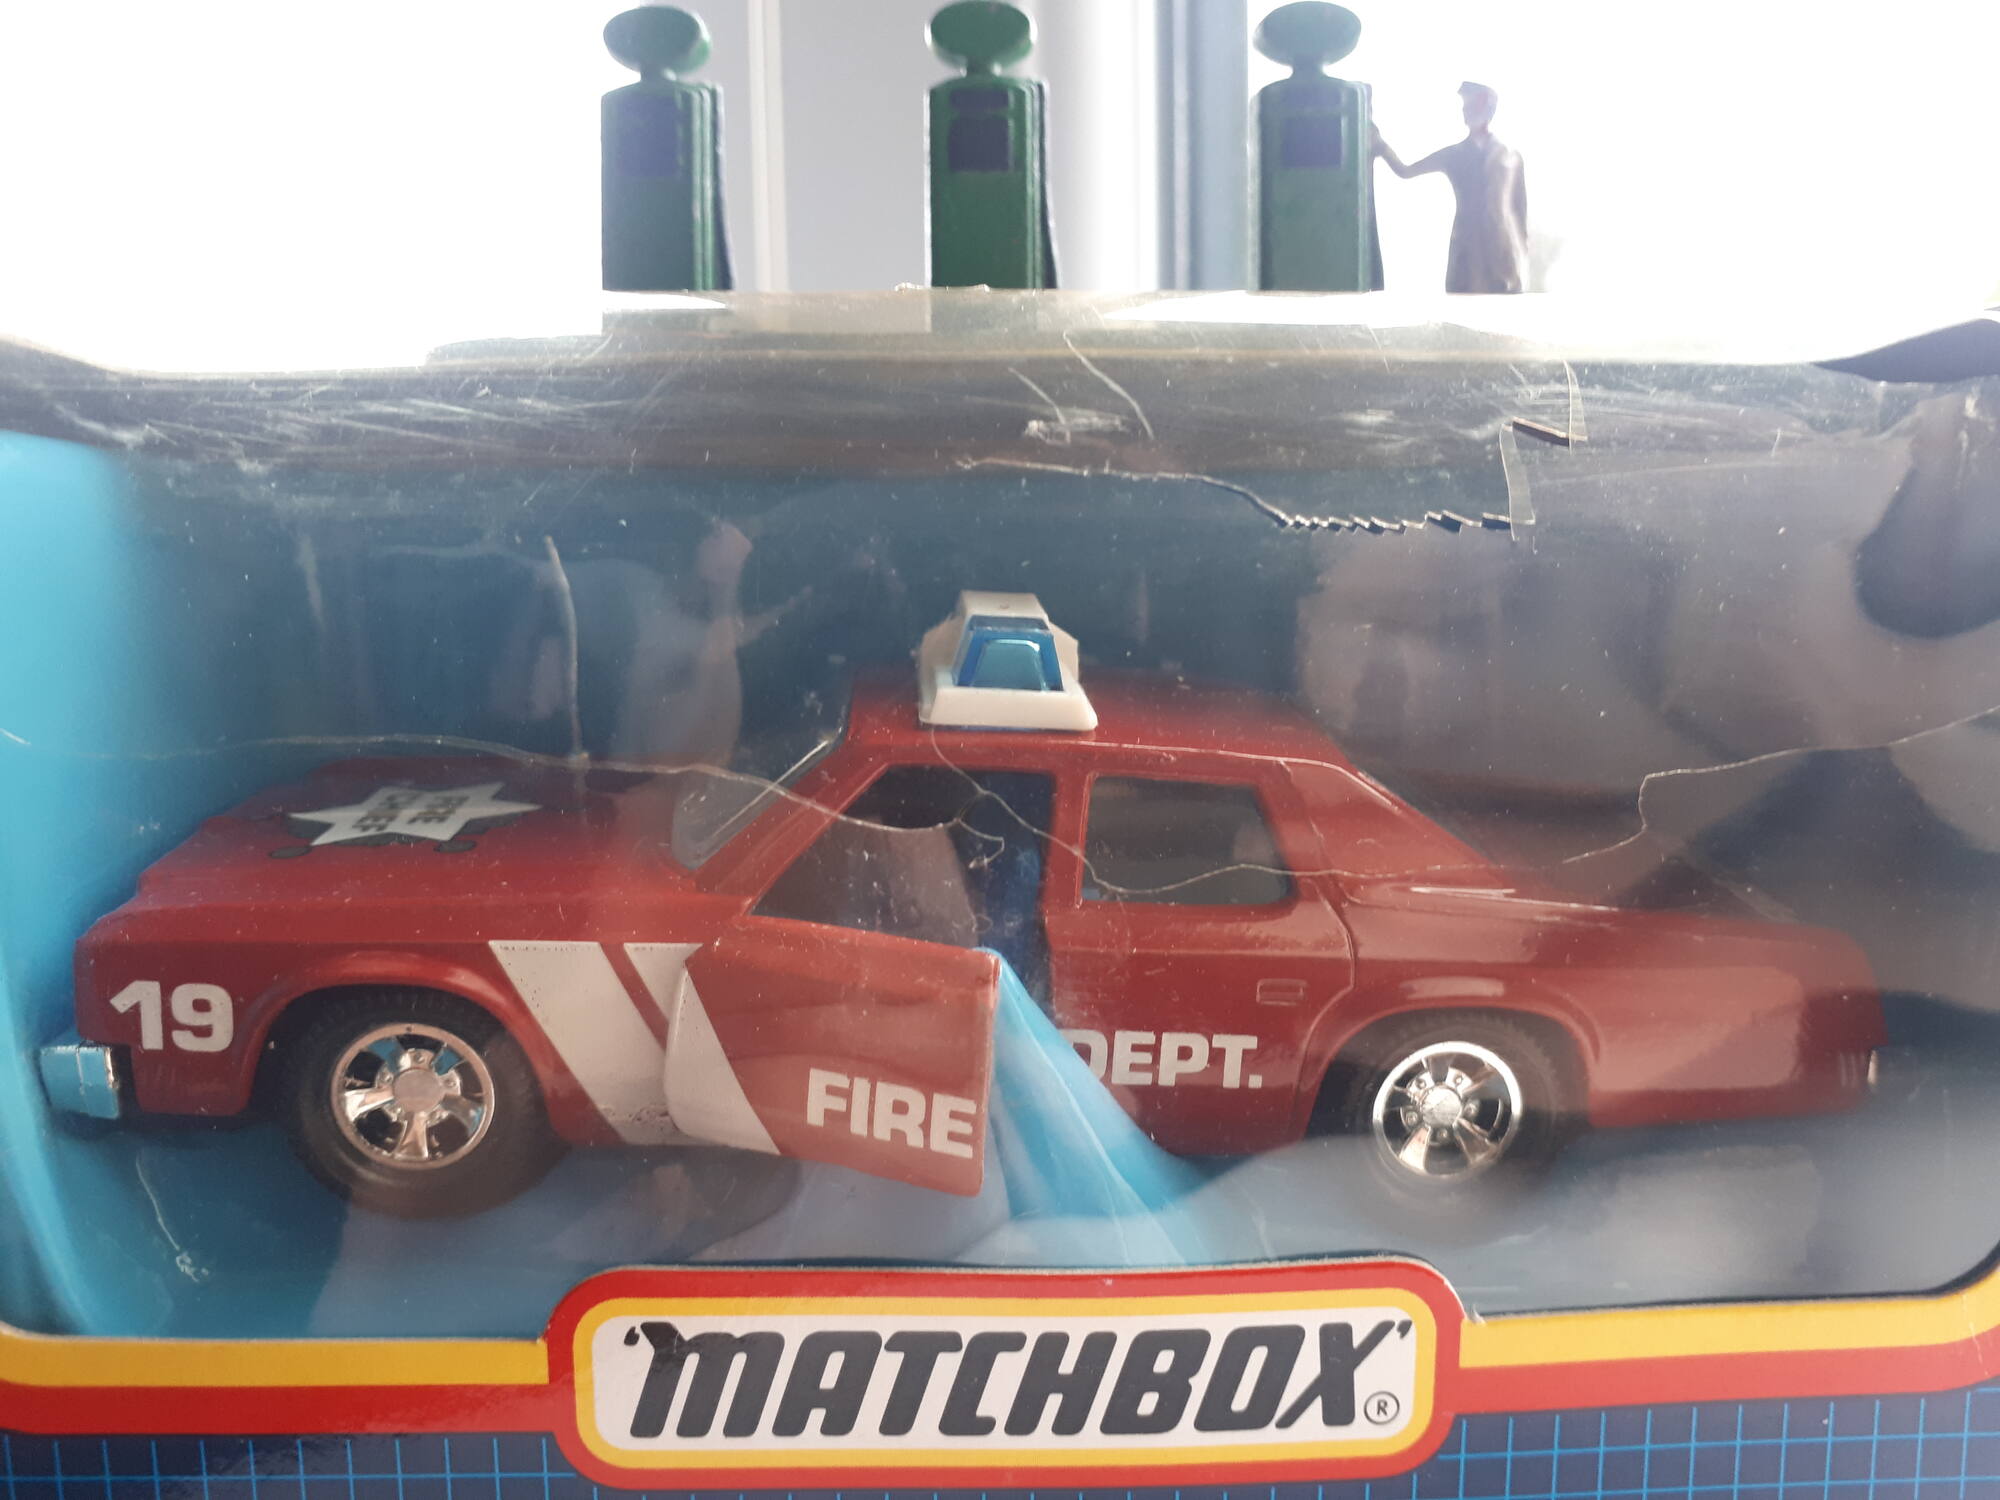 FIRE
CHIEF
19
FIRE
DEPT.
'MATCHBOX'®